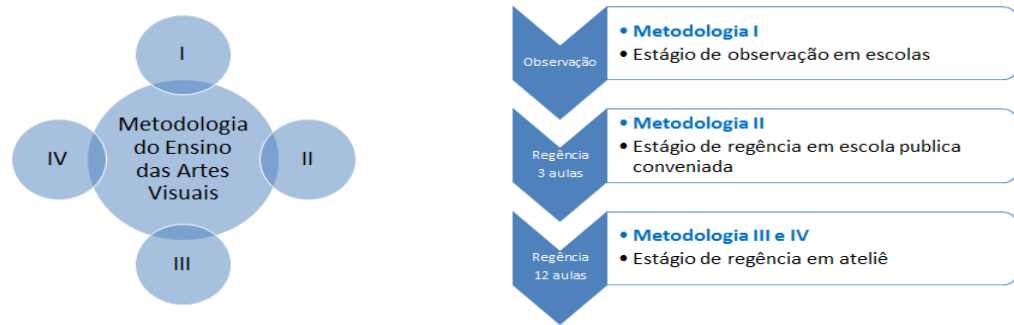 I
Metodologia
do Ensino
das Artes
Visuais
IV
II
III
Observação
• Metodologia I
• Estágio de observação em escolas
Regência
3 aulas
• Metodologia II
• Estágio de regência em escola publica
conveniada
Regência
12 aulas
• Metodologia III e IV
• Estágio de regência em ateliê